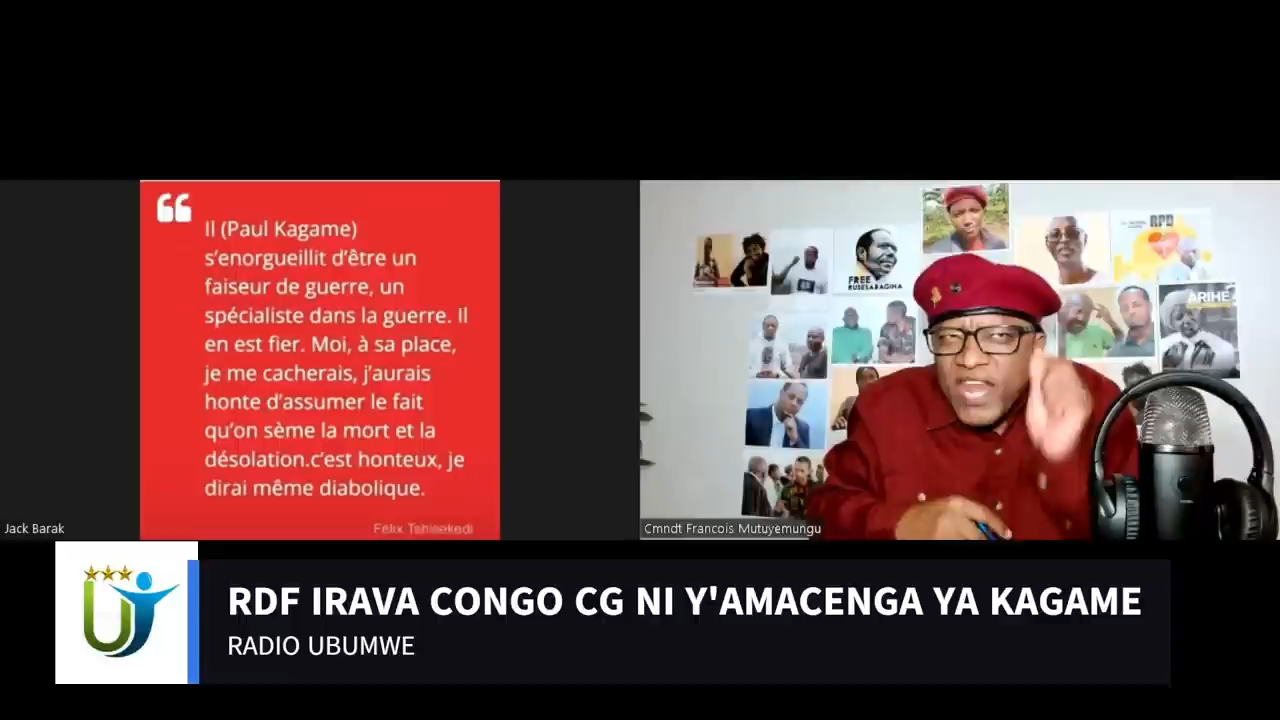 Il (Paul Kagame)
s'enorgueillit d'être un
faiseur de guerre, un
spécialiste dans la guerre. Il
en est fier. Moi, à sa place,
je me cacherais, j'aurais
honte d'assumer le fait
qu'on sème la mort et la
désolation.c'est honteux, je
dirai même diabolique.
Félix Tshisekedi
Jack Barak
FREE
RUSESABAGINA
RPD
ARIHE
Cmndt Francois Mutuyemungu
RDF IRAVA CONGO CG NI Y'AMACENGA YA KAGAME
RADIO UBUMWE